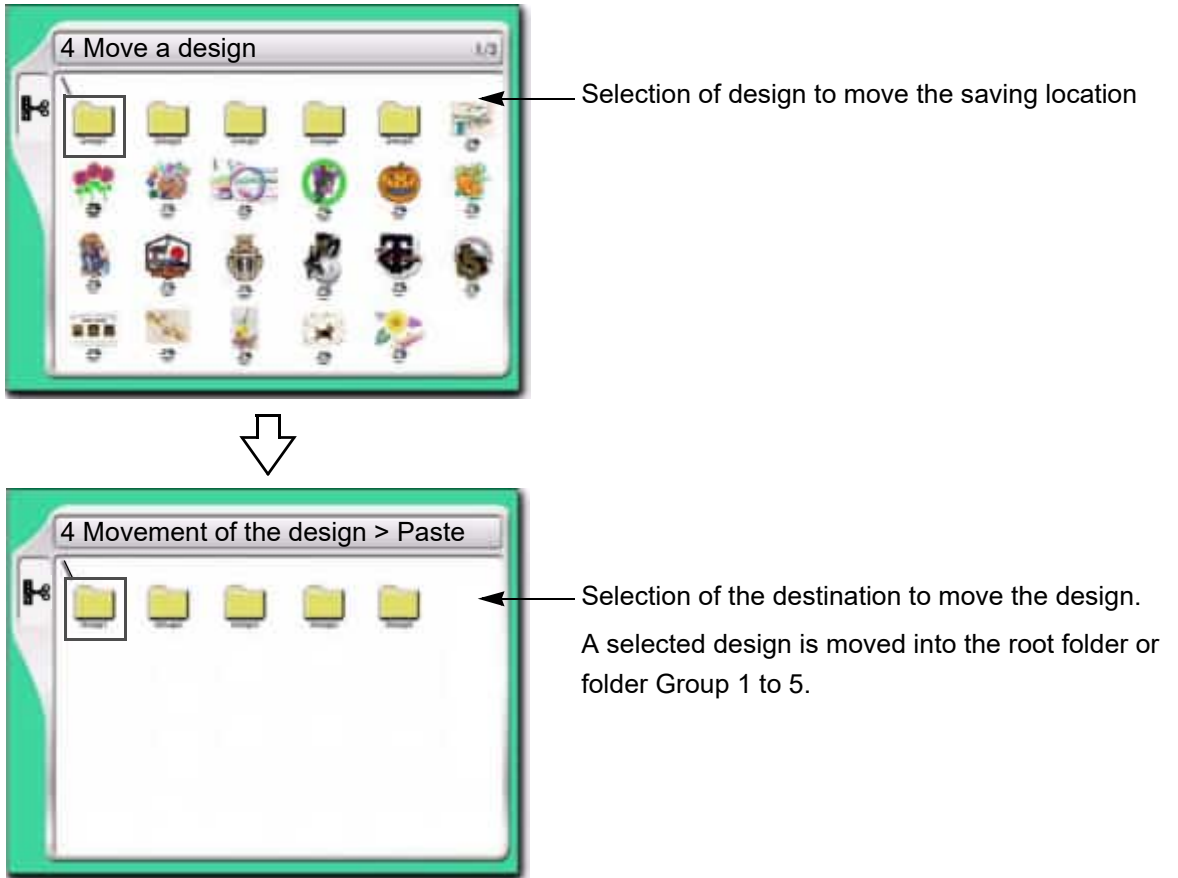 4 Move a design
1/3
Selection of design to move the saving location
4 Movement of the design > Paste
Selection of the destination to move the design.
A selected design is moved into the root folder or
folder Group 1 to 5.